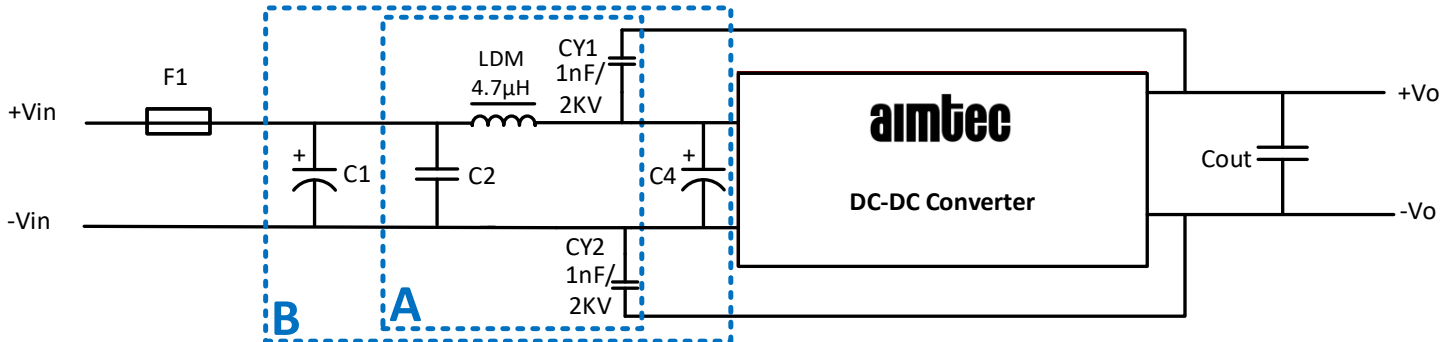 F1
LDM
4.7µH
CY1
1nF/
2KV
+Vin
-Vin
+
C1
C2
+
C4
CY2
1nF/
2KV
B
A
aimtec
DC-DC Converter
+Vo
Cout
-Vo